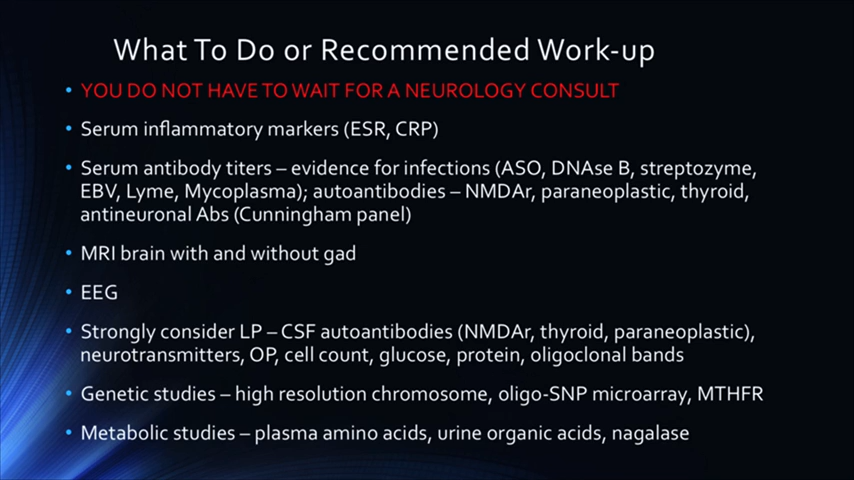 What To Do or Recommended Work-up
• YOU DO NOT HAVE TO WAIT FOR A NEUROLOGY CONSULT
• Serum inflammatory markers (ESR, CRP)
• Serum antibody titers – evidence for infections (ASO, DNAse B, streptozyme,
EBV, Lyme, Mycoplasma); autoantibodies – NMDAr, paraneoplastic, thyroid,
antineuronal Abs (Cunningham panel)
• MRI brain with and without gad
• EEG
• Strongly consider LP – CSF autoantibodies (NMDAr, thyroid, paraneoplastic),
neurotransmitters, OP, cell count, glucose, protein, oligoclonal bands
• Genetic studies – high resolution chromosome, oligo-SNP microarray, MTHFR
• Metabolic studies – plasma amino acids, urine organic acids, nagalase